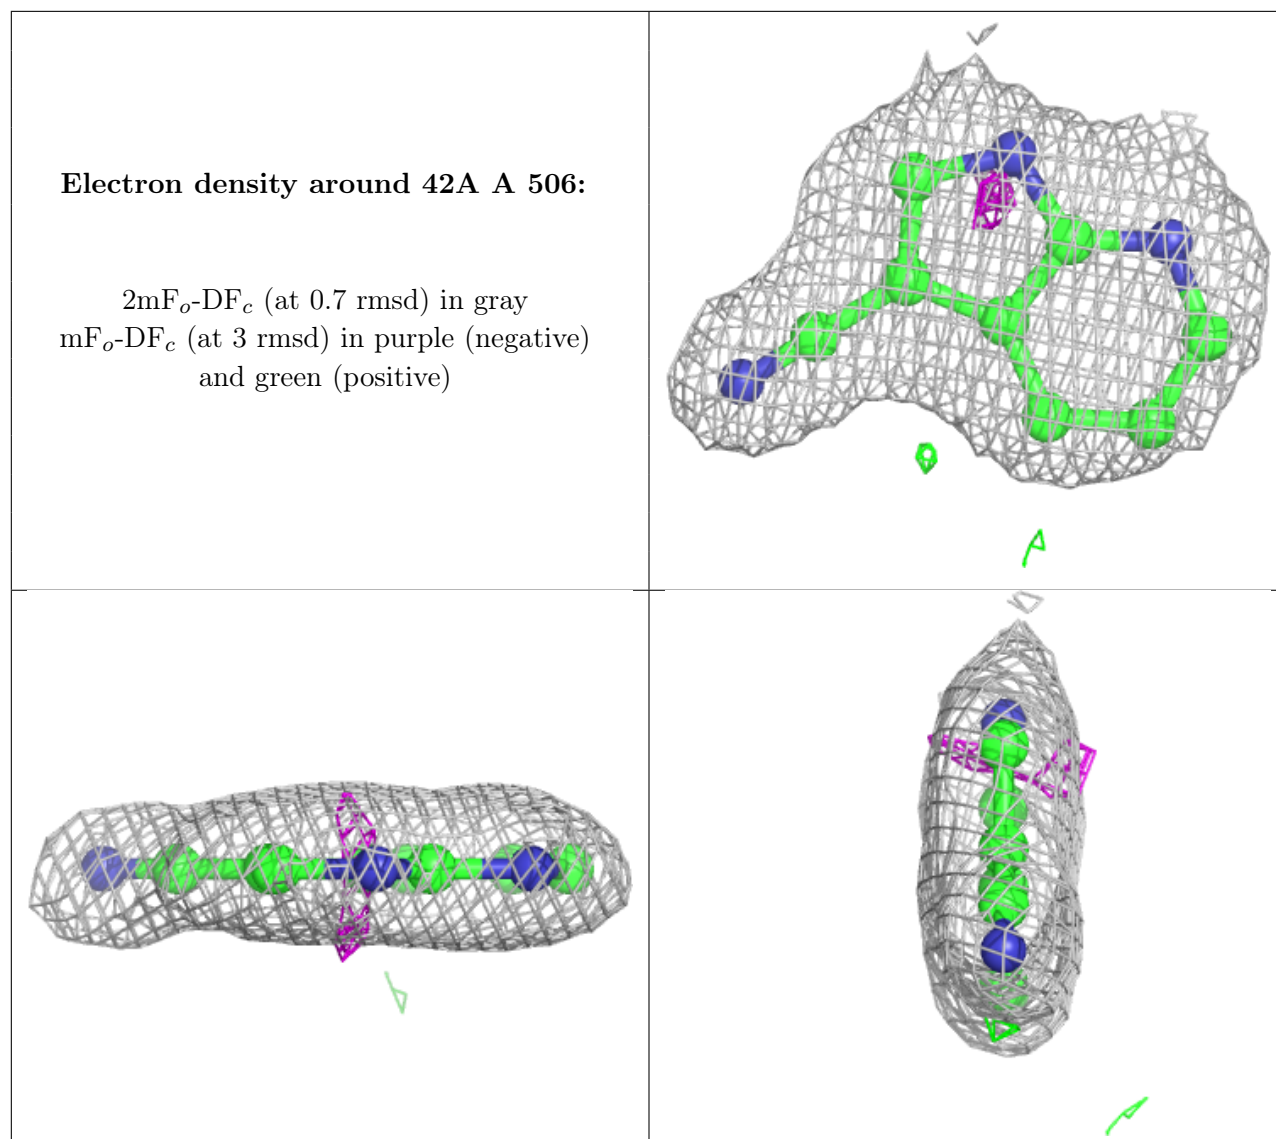 Electron density around 42A A 506:
2mFₒ-DF𝒸 (at 0.7 rmsd) in gray
mFₒ-DF𝒸 (at 3 rmsd) in purple (negative)
and green (positive)